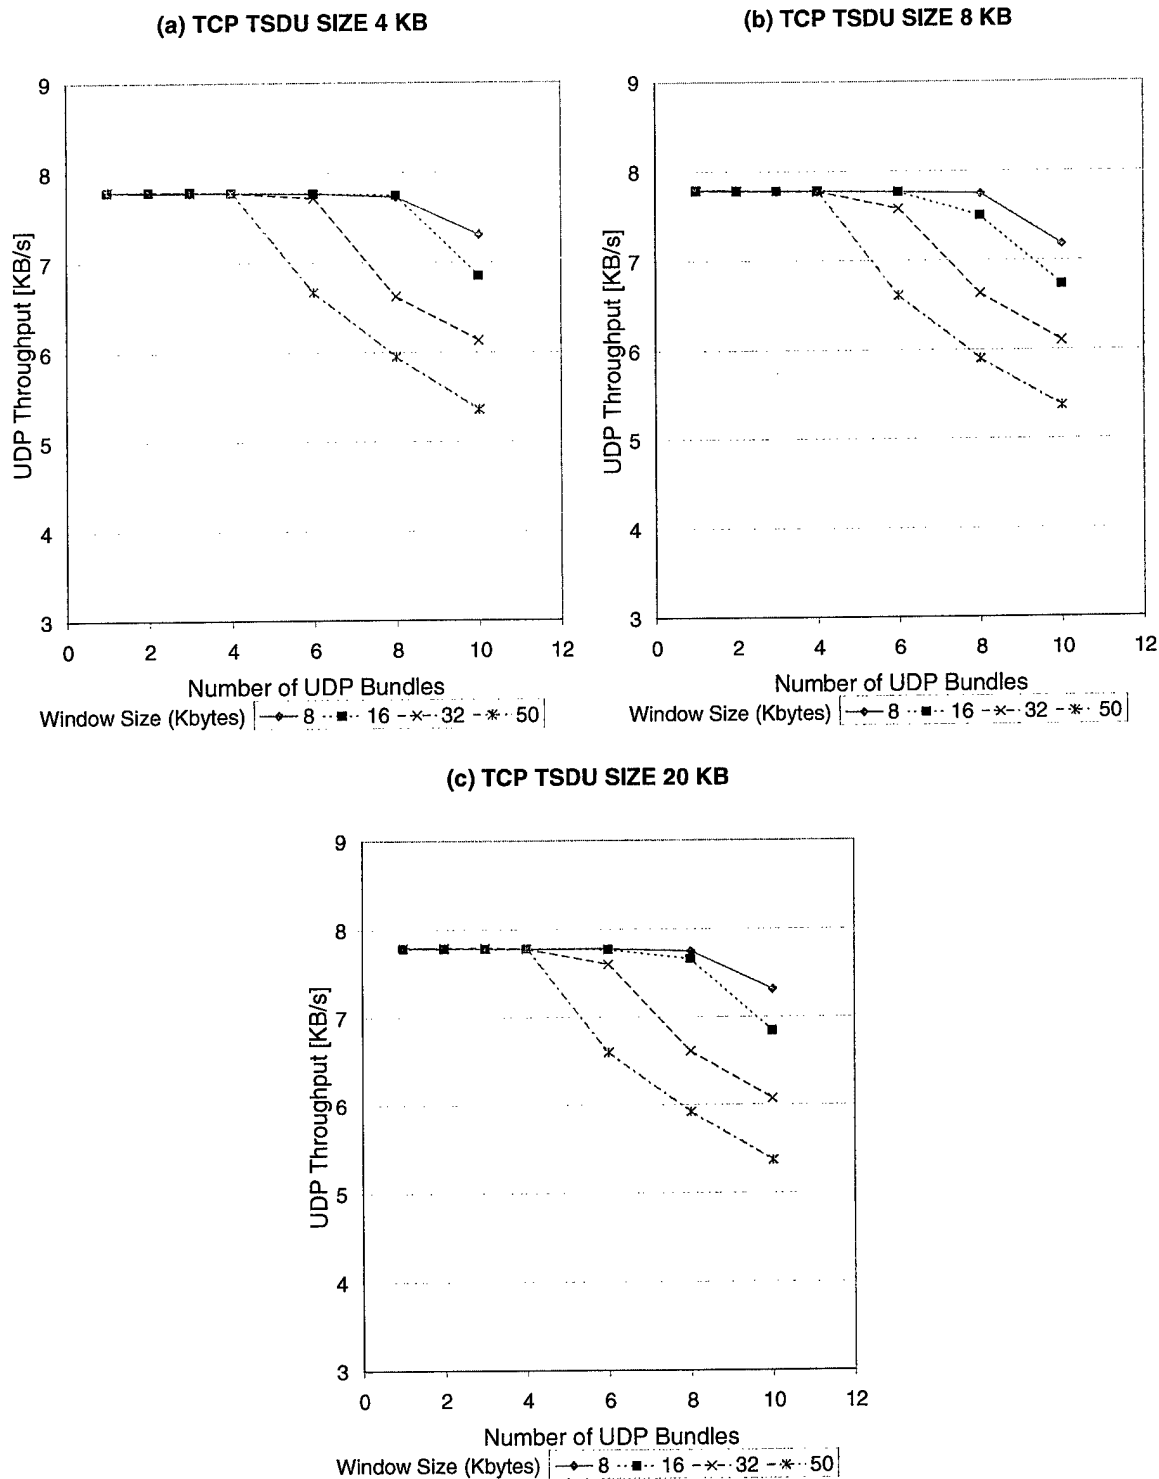 (a) TCP TSDU SIZE 4 KB
9
8
7
6
5
4
3
UDP Throughput [KB/s]
0 2 4 6 8 10 12
Number of UDP Bundles
Window Size (Kbytes) 8 16 32 50
(b) TCP TSDU SIZE 8 KB
9
8
7
6
5
4
3
UDP Throughput [KB/s]
0 2 4 6 8 10 12
Number of UDP Bundles
Window Size (Kbytes) 8 16 32 50
(c) TCP TSDU SIZE 20 KB
9
8
7
6
5
4
3
UDP Throughput [KB/s]
0 2 4 6 8 10 12
Number of UDP Bundles
Window Size (Kbytes) 8 16 32 50